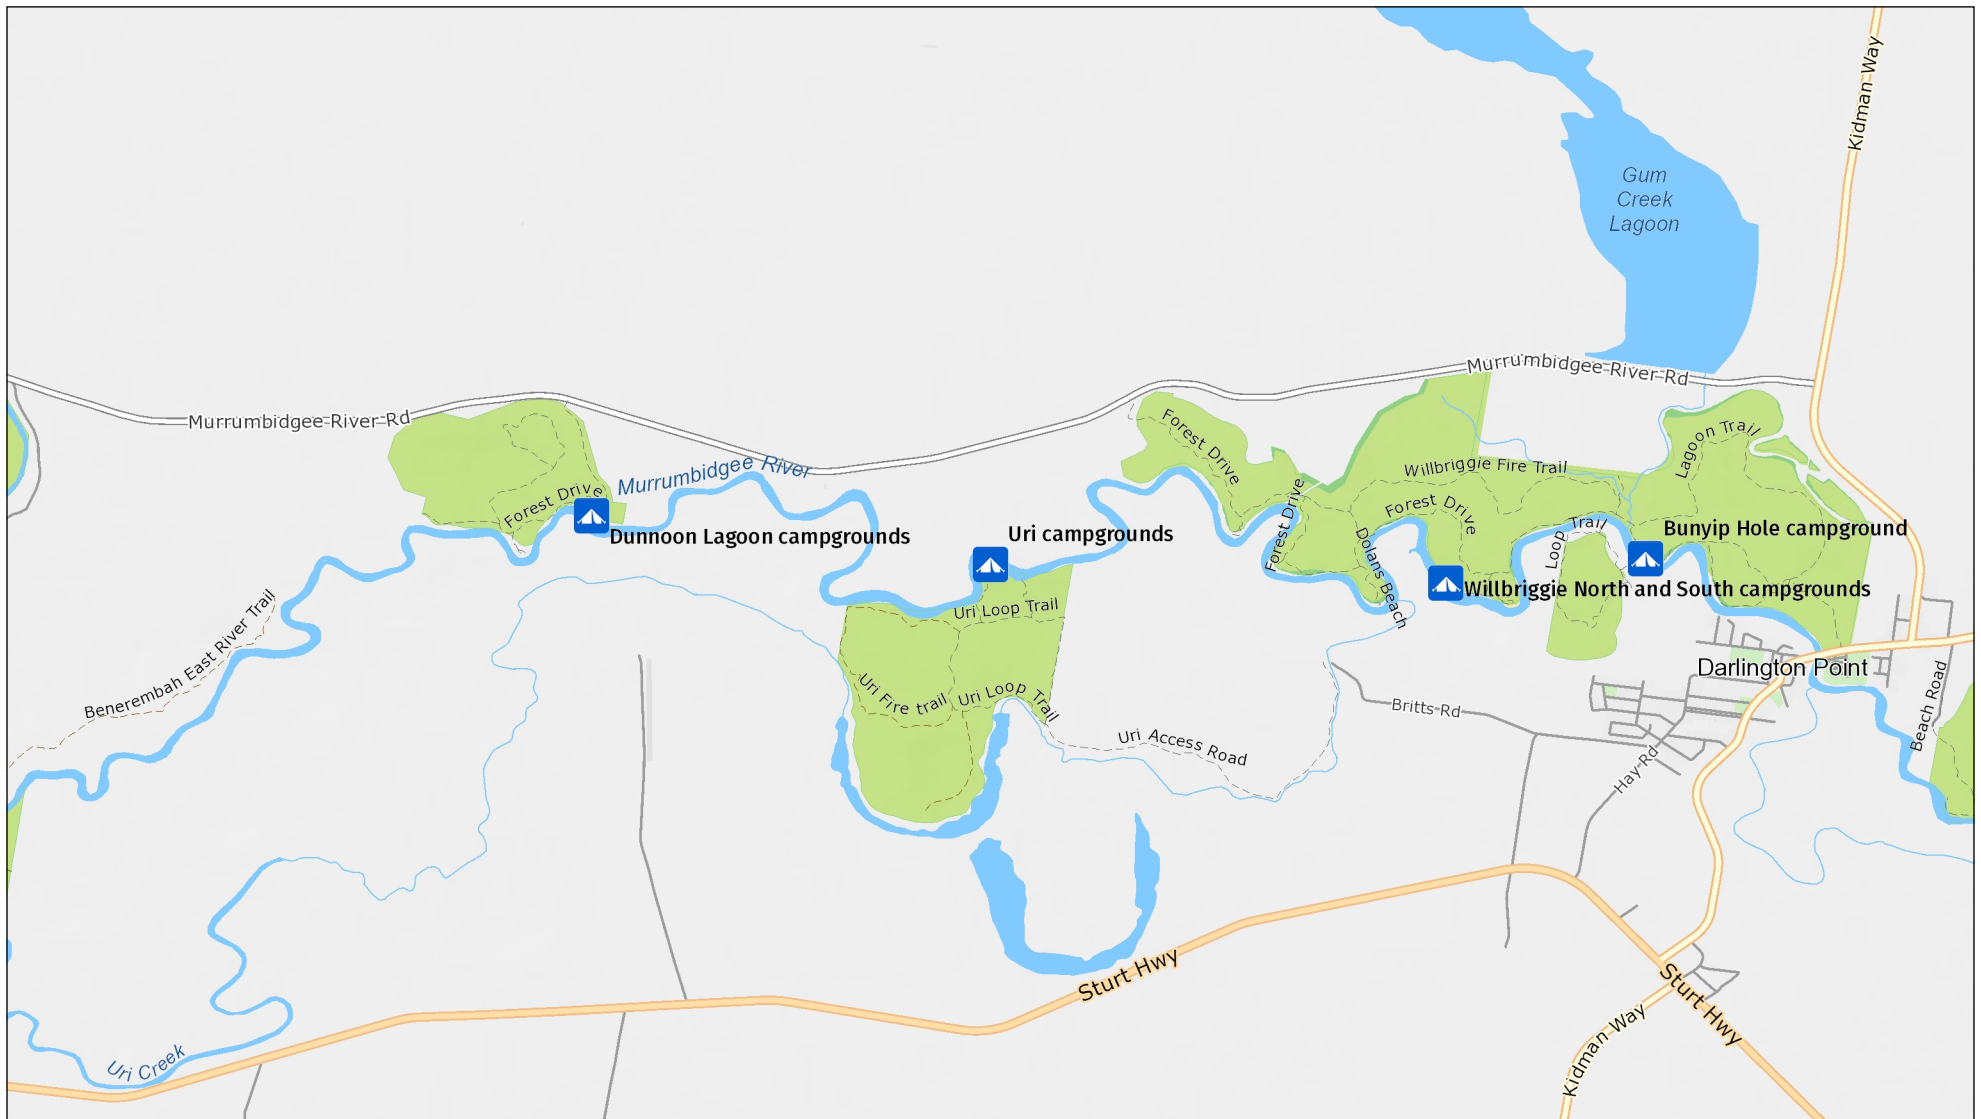 Kidman Way
Gum
Creek
Lagoon
Murrumbidgee River Rd
Murrumbidgee River Rd
Forest Drive
Lagoon Trail
Murrumbidgee River
Willbriggie Fire Trail
Forest Drive
Forest Drive
Forest Drive
Dunnoon Lagoon campgrounds
Uri campgrounds
Dolans Beach
Loop
Trail
Bunyip Hole campground
Willbriggie North and South campgrounds
Benerembah East River Trail
Uri Loop Trail
Darlington Point
Uri Fire trail
Uri Loop Trail
Britts Rd
Beach Road
Uri Access Road
Hay Rd
Sturt Hwy
Sturt Hwy
Kidman Way
Uri Creek